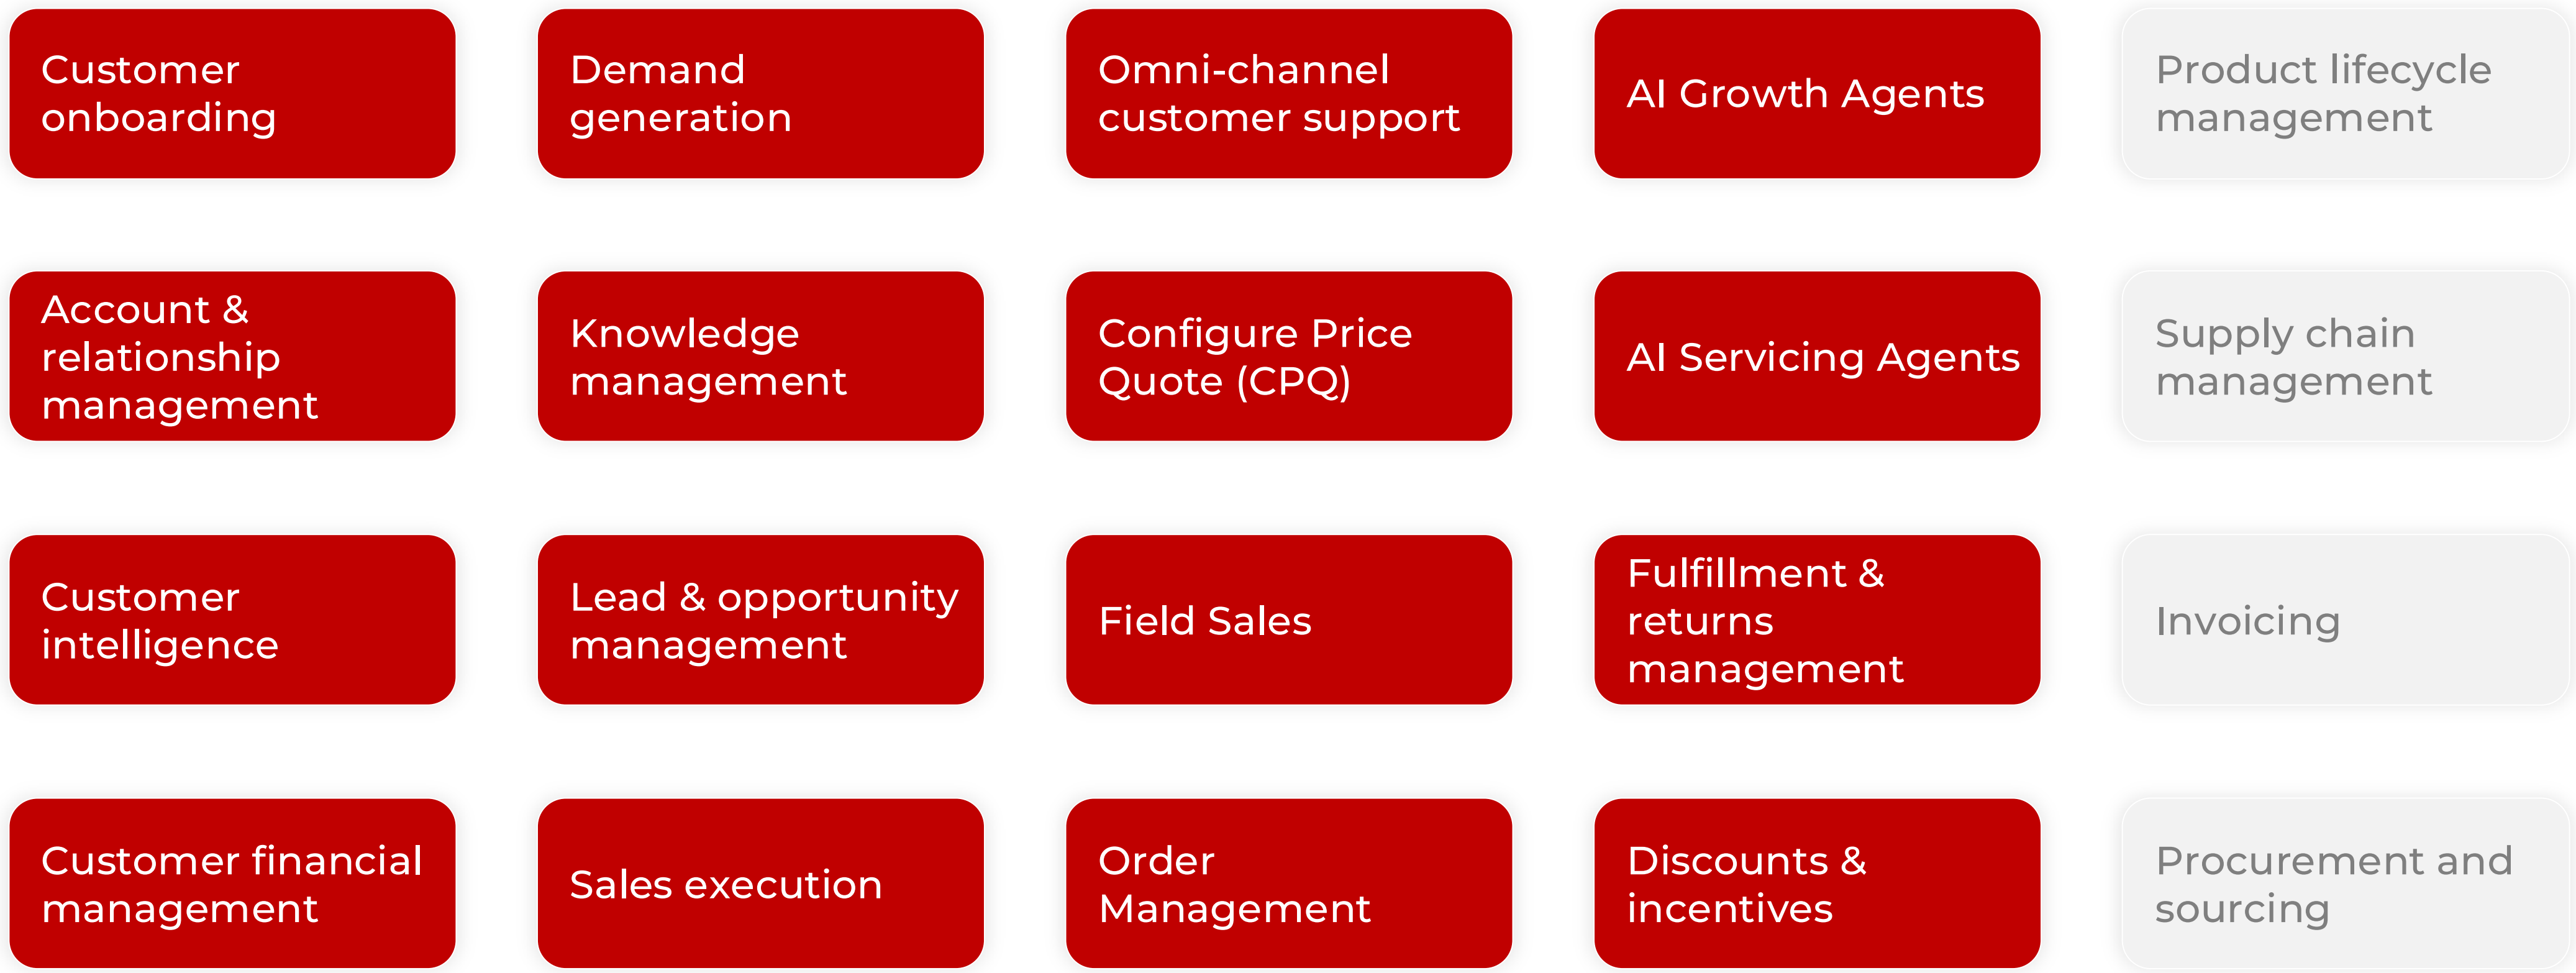 Customer
onboarding
Demand
generation
Omni-channel
customer support
AI Growth Agents
Product lifecycle
management
Account &
relationship
management
Knowledge
management
Configure Price
Quote (CPQ)
AI Servicing Agents
Supply chain
management
Customer
intelligence
Lead & opportunity
management
Field Sales
Fulfillment &
returns
management
Invoicing
Customer financial
management
Sales execution
Order
Management
Discounts &
incentives
Procurement and
sourcing